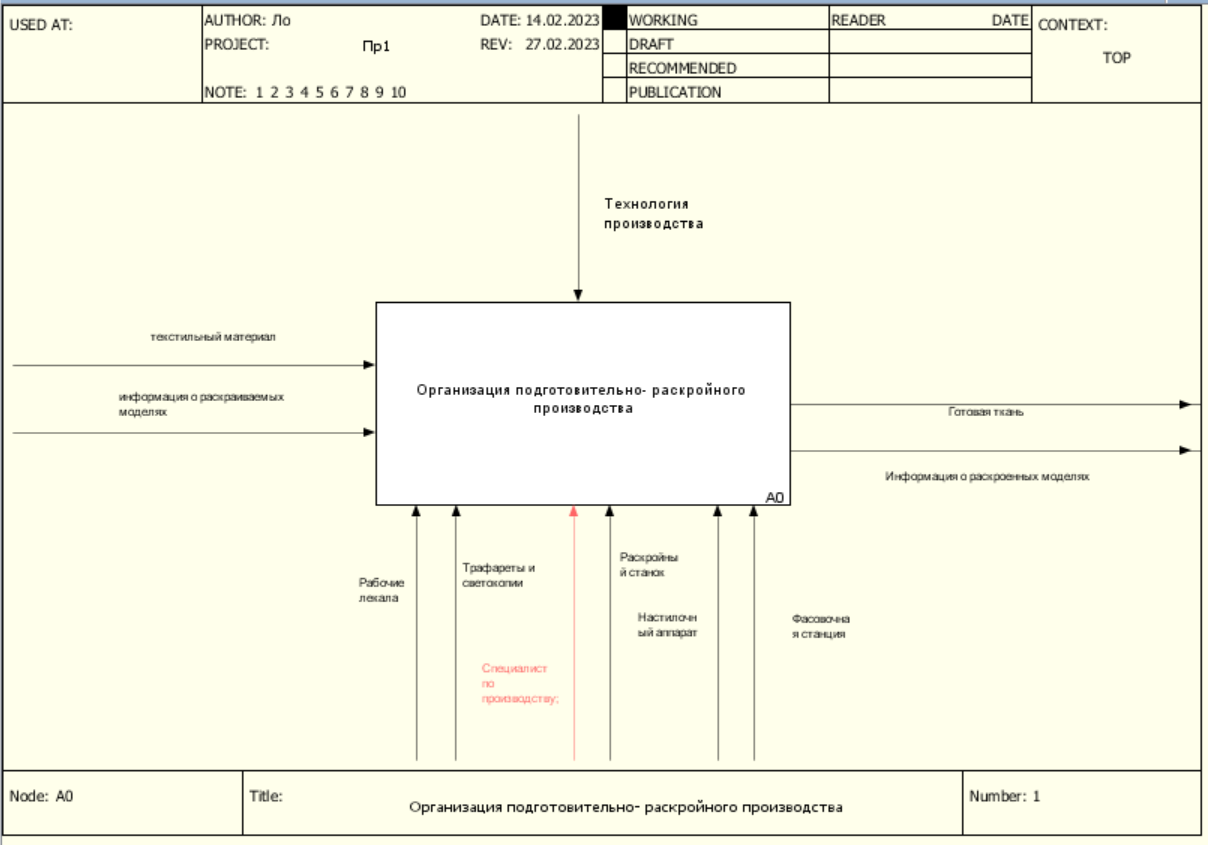 USED AT:
AUTHOR: Ло
DATE: 14.02.2023
WORKING
READER
DATE
CONTEXT:
PROJECT:
Пр1
REV: 27.02.2023
DRAFT
TOP
RECOMMENDED
NOTE: 1 2 3 4 5 6 7 8 9 10
PUBLICATION
Технология
производства
текстильный материал
информация о раскраиваемых
моделях
Организация подготовительно- раскройного
производства
A0
Готовая ткань
Информация о раскроенных моделях
Рабочие
лекала
Трафареты и
светокопии
Специалист
по
производству;
Раскройны
й станок
Настилочн
ый аппарат
Фасовочна
я станция
Node: A0
Title:
Организация подготовительно- раскройного производства
Number: 1